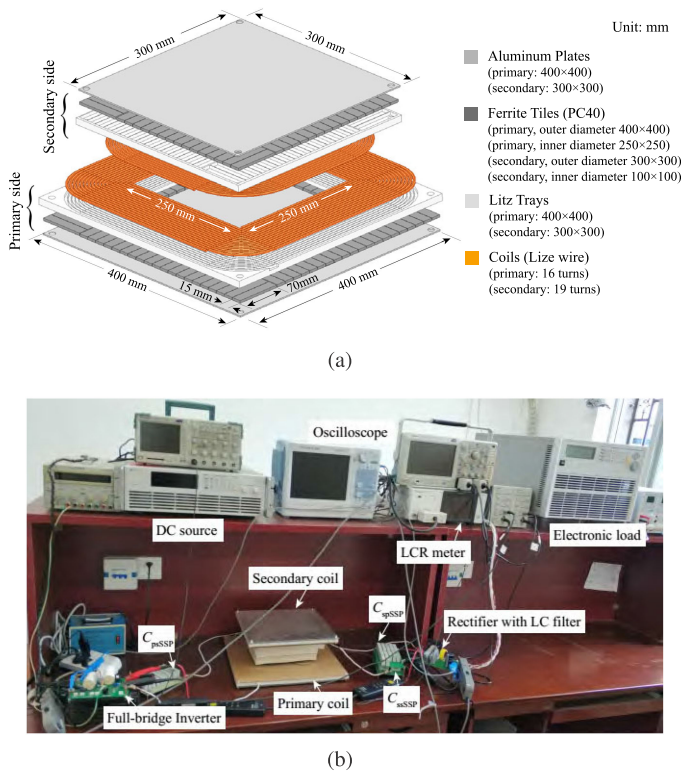 Unit: mm
300 mm
300 mm
Secondary side
Primary side
250 mm
250 mm
15 mm
70mm
400 mm
400 mm
Aluminum Plates
(primary: 400×400)
(secondary: 300×300)
Ferrite Tiles (PC40)
(primary, outer diameter 400×400)
(primary, inner diameter 250×250)
(secondary, outer diameter 300×300)
(secondary, inner diameter 100×100)
Litz Trays
(primary: 400×400)
(secondary: 300×300)
Coils (Lize wire)
(primary: 16 turns)
(secondary: 19 turns)
(a)
Oscilloscope
DC source
LCR meter
Electronic load
Secondary coil
CpsSSP
CspSSP
Rectifier with LC filter
CssSSP
Primary coil
Full-bridge Inverter
(b)